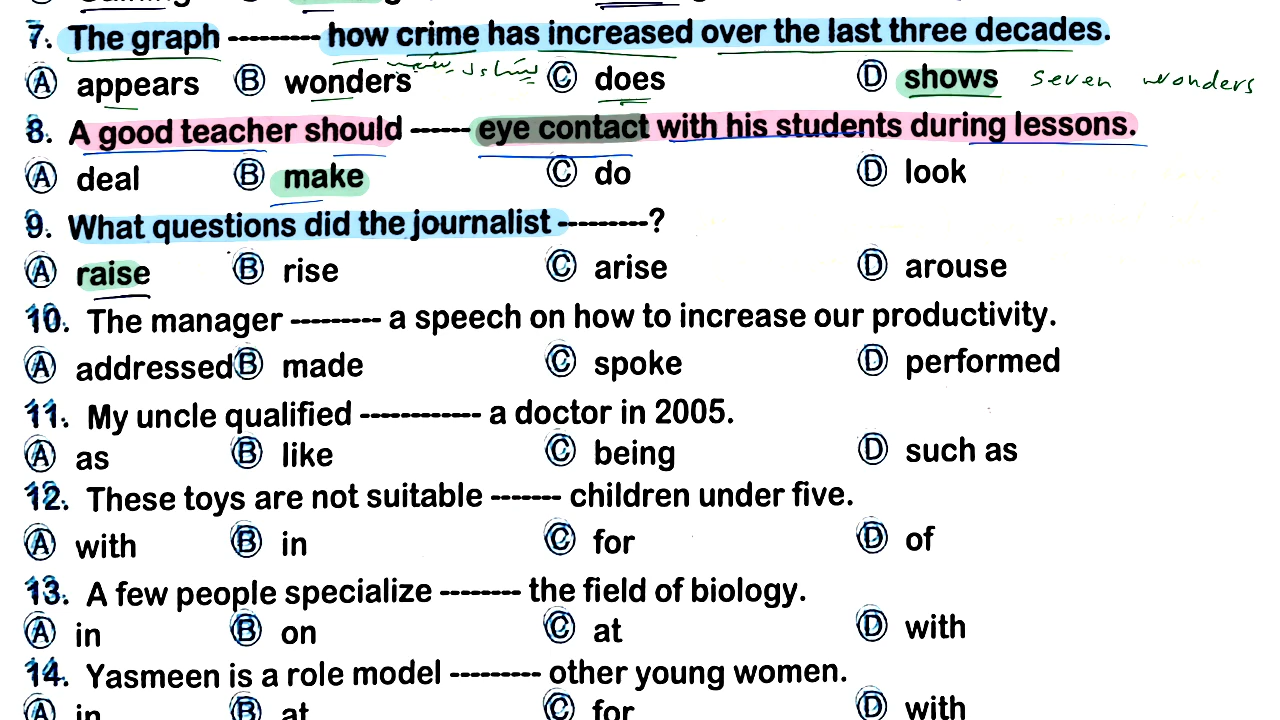 7. The graph ---------- how crime has increased over the last three decades.
Ⓐ appears Ⓑ wonders Ⓒ does Ⓓ shows seven wonders
8. A good teacher should ------ eye contact with his students during lessons.
Ⓐ deal Ⓑ make Ⓒ do Ⓓ look
9. What questions did the journalist ----------?
Ⓐ raise Ⓑ rise Ⓒ arise Ⓓ arouse
10. The manager --------- a speech on how to increase our productivity.
Ⓐ addressed Ⓑ made Ⓒ spoke Ⓓ performed
11. My uncle qualified ------------ a doctor in 2005.
Ⓐ as Ⓑ like Ⓒ being Ⓓ such as
12. These toys are not suitable ------- children under five.
Ⓐ with Ⓑ in Ⓒ for Ⓓ of
13. A few people specialize -------- the field of biology.
Ⓐ in Ⓑ on Ⓒ at Ⓓ with
14. Yasmeen is a role model --------- other young women.
Ⓐ in Ⓑ at Ⓒ for Ⓓ with